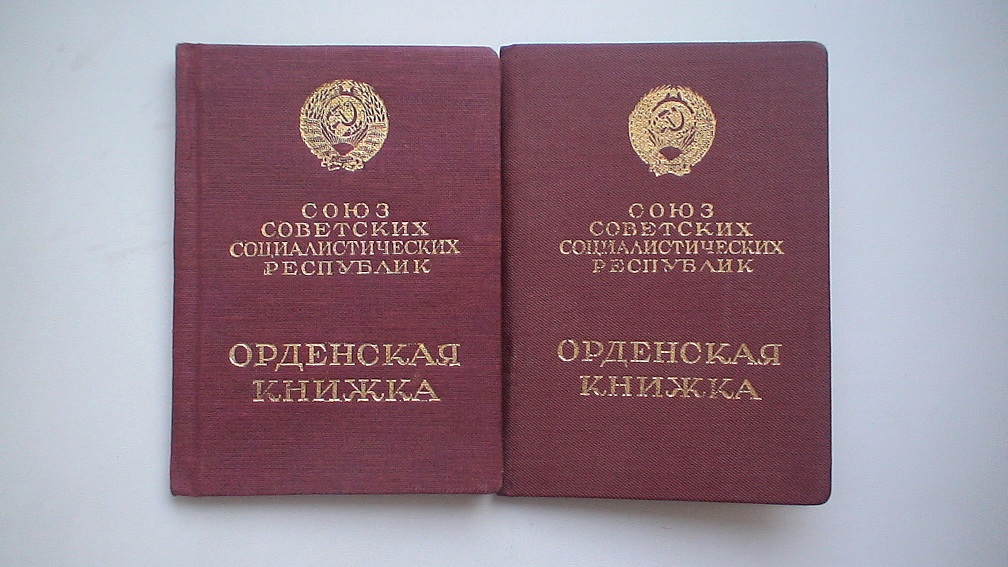 СОЮЗ
СОВЕТСКИХ
СОЦИАЛИСТИЧЕСКИХ
РЕСПУБЛИК
ОРДЕНСКАЯ
КНИЖКА
СОЮЗ
СОВЕТСКИХ
СОЦИАЛИСТИЧЕСКИХ
РЕСПУБЛИК
ОРДЕНСКАЯ
КНИЖКА